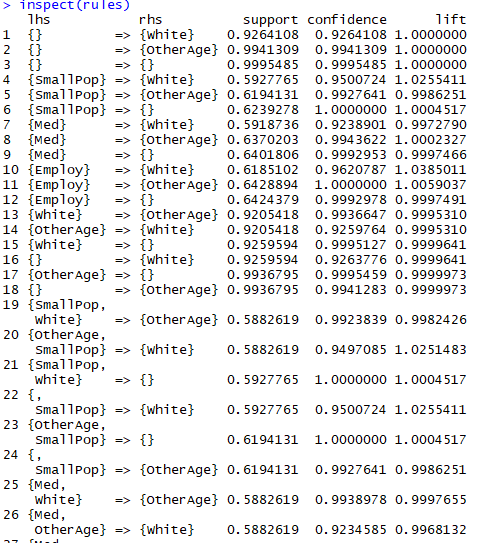 > inspect(rules)
   lhs           rhs          support confidence      lift
1  {}         => {White}    0.9264108  0.9264108 1.0000000
2  {}         => {OtherAge} 0.9941309  0.9941309 1.0000000
3  {}         => {}         0.9995485  0.9995485 1.0000000
4  {SmallPop} => {White}    0.5927765  0.9500724 1.0255411
5  {SmallPop} => {OtherAge} 0.6194131  0.9927641 0.9986251
6  {SmallPop} => {}         0.6239278  1.0000000 1.0004517
7  {Med}      => {White}    0.5918736  0.9238901 0.9972790
8  {Med}      => {OtherAge} 0.6370203  0.9943622 1.0002327
9  {Med}      => {}         0.6401806  0.9992953 0.9997466
10 {Employ}   => {White}    0.6185102  0.9620787 1.0385011
11 {Employ}   => {OtherAge} 0.6428894  1.0000000 1.0059037
12 {Employ}   => {}         0.6424379  0.9992978 0.9997491
13 {White}    => {OtherAge} 0.9205418  0.9936647 0.9995310
14 {OtherAge} => {White}    0.9205418  0.9259764 0.9995310
15 {White}    => {}         0.9259594  0.9995127 0.9999641
16 {}         => {White}    0.9259594  0.9263776 0.9999641
17 {OtherAge} => {}         0.9936795  0.9995459 0.9999973
18 {}         => {OtherAge} 0.9936795  0.9941283 0.9999973
19 {SmallPop,
    White}    => {OtherAge} 0.5882619  0.9923839 0.9982426
20 {OtherAge,
    SmallPop} => {White}    0.5882619  0.9497085 1.0251483
21 {SmallPop,
    White}    => {}         0.5927765  1.0000000 1.0004517
22 {,
    SmallPop} => {White}    0.5927765  0.9500724 1.0255411
23 {OtherAge,
    SmallPop} => {}         0.6194131  1.0000000 1.0004517
24 {,
    SmallPop} => {OtherAge} 0.6194131  0.9927641 0.9986251
25 {Med,
    White}    => {OtherAge} 0.5882619  0.9938978 0.9997655
26 {Med,
    OtherAge} => {White}    0.5882619  0.9234585 0.9968132